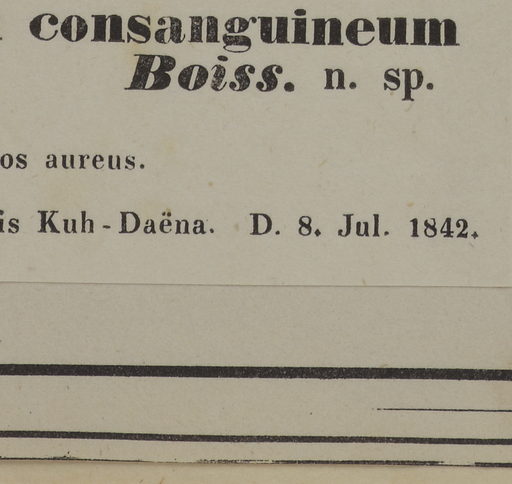 consanguineum
Boiss. n. sp.
os aureus.
is Kuh-Daëna. D. 8. Jul. 1842.